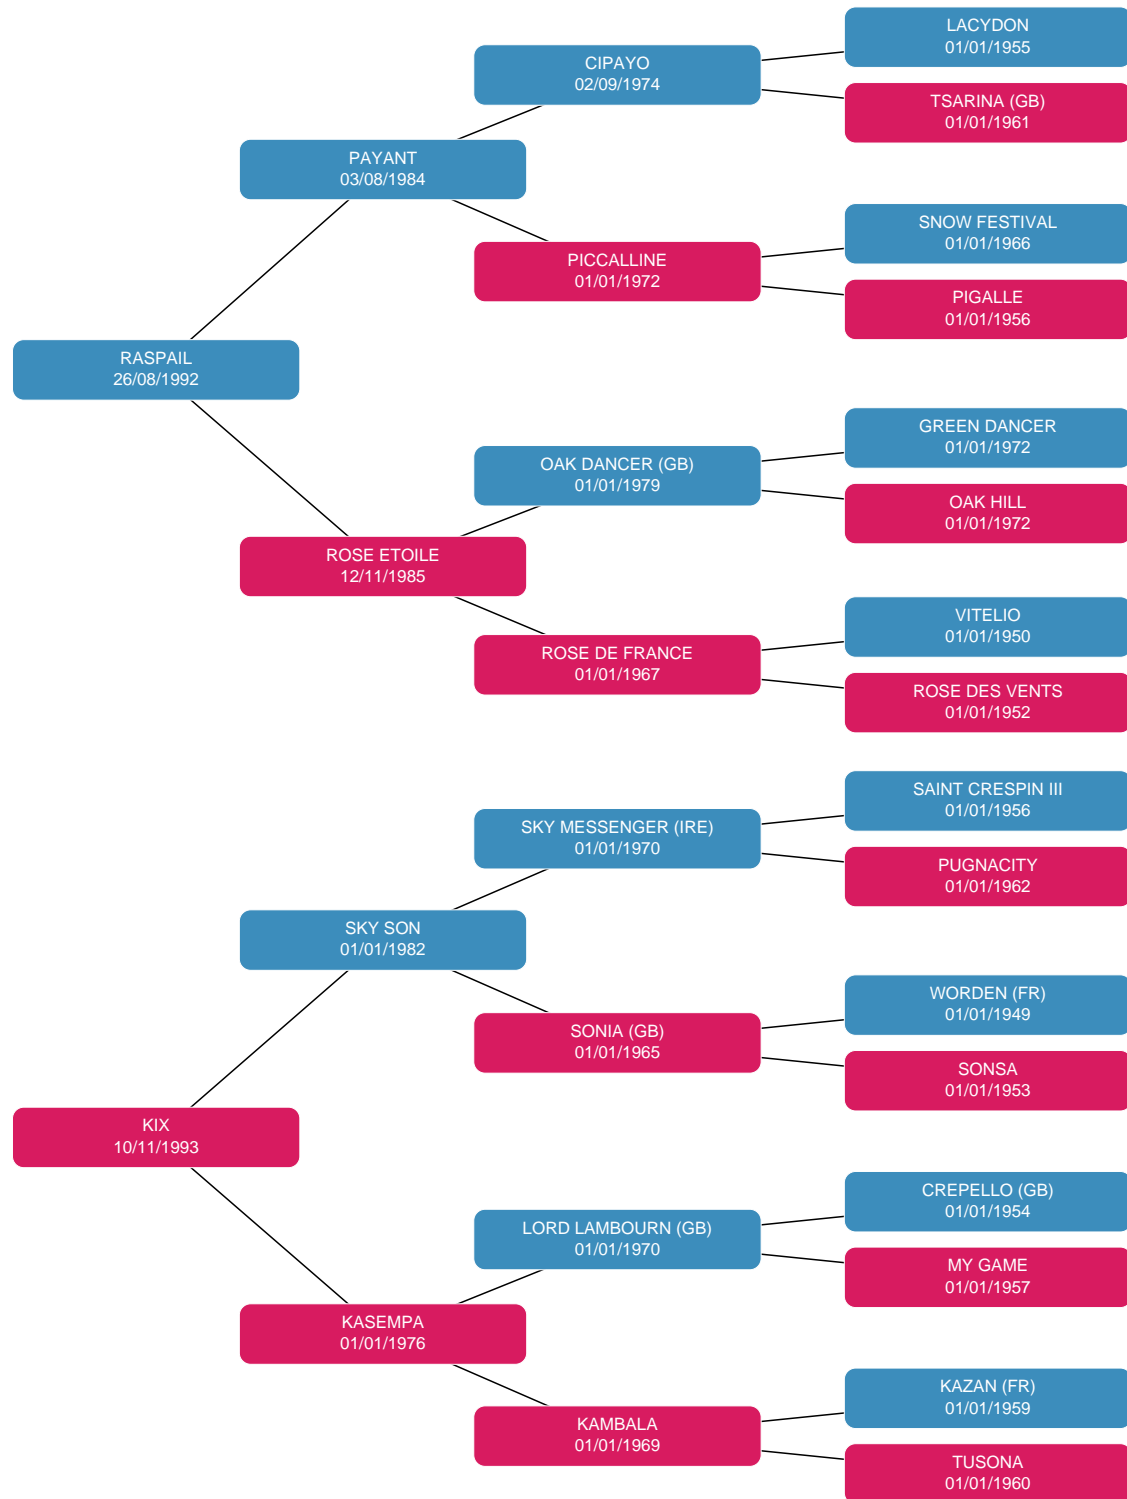 LACYDON
01/01/1955
CIPAYO
02/09/1974
TSARINA (GB)
01/01/1961
PAYANT
03/08/1984
SNOW FESTIVAL
01/01/1966
PICCALLINE
01/01/1972
PIGALLE
01/01/1956
RASPAIL
26/08/1992
GREEN DANCER
01/01/1972
OAK DANCER (GB)
01/01/1979
OAK HILL
01/01/1972
ROSE ETOILE
12/11/1985
VITELIO
01/01/1950
ROSE DE FRANCE
01/01/1967
ROSE DES VENTS
01/01/1952
SAINT CRESPIN III
01/01/1956
SKY MESSENGER (IRE)
01/01/1970
PUGNACITY
01/01/1962
SKY SON
01/01/1982
WORDEN (FR)
01/01/1949
SONIA (GB)
01/01/1965
SONSA
01/01/1953
KIX
10/11/1993
CREPELLO (GB)
01/01/1954
LORD LAMBOURN (GB)
01/01/1970
MY GAME
01/01/1957
KASEMPA
01/01/1976
KAZAN (FR)
01/01/1959
KAMBALA
01/01/1969
TUSONA
01/01/1960